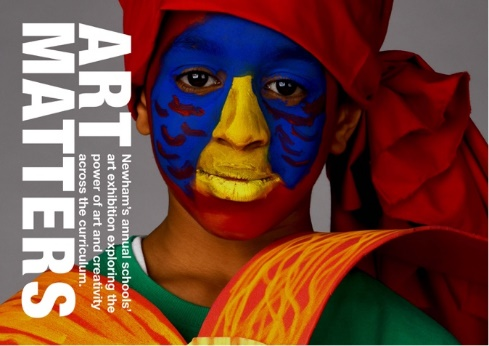 ART
MATTERS
Newham's annual schools'
art exhibition exploring the
power of art and creativity
across the curriculum.